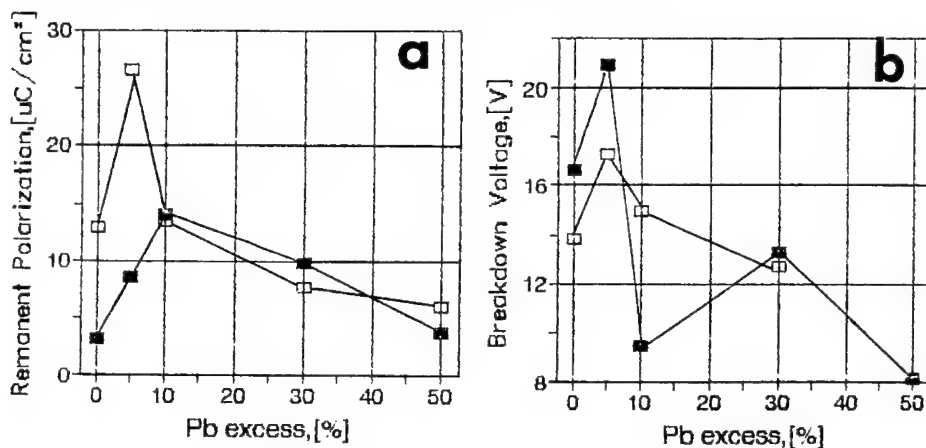 a
Remanent Polarization,[uC/cm²]
30
20
10
0
0 10 20 30 40 50
Pb excess,[%]
b
Breakdown Voltage,[V]
20
16
12
8
0 10 20 30 40 50
Pb excess,[%]